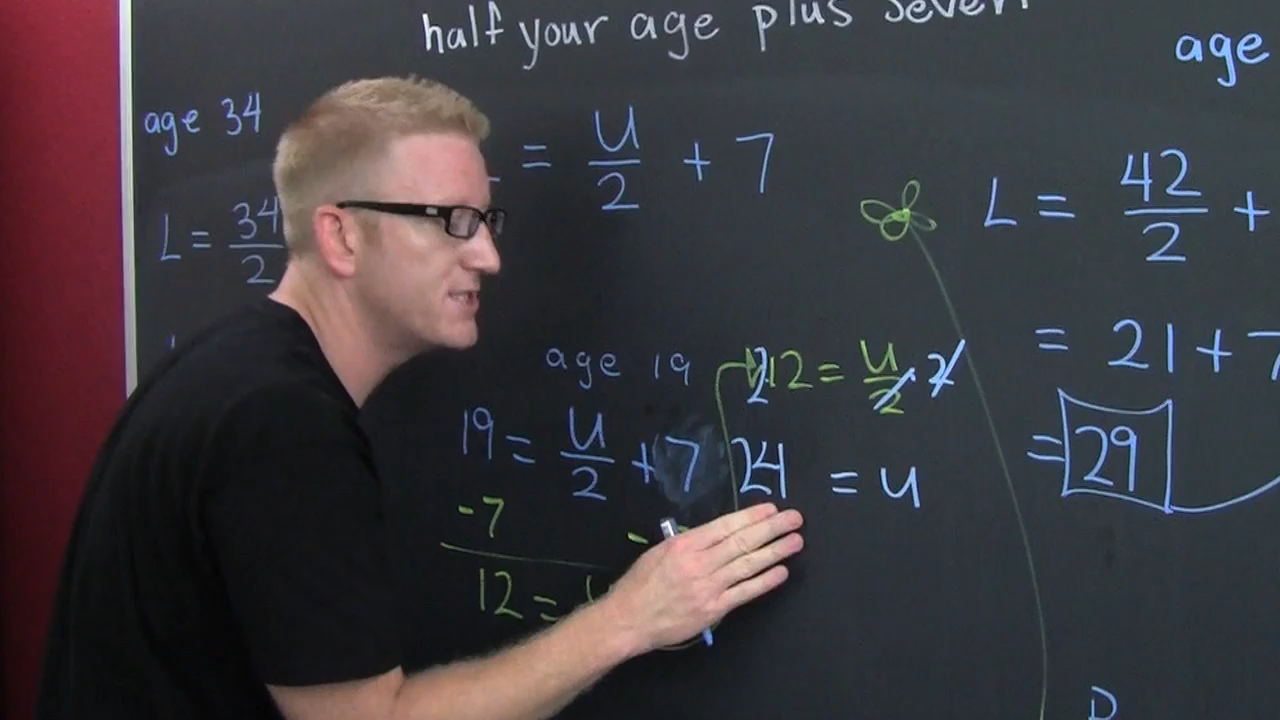 half your age plus seven
age
age 34
= U/2 + 7
L = 34/2
L = 42/2 +
age 19
2·12 = U/2 · 2
= 21 + 7
19 = U/2 + 7
24 = U
= 29
-7
-
12 =